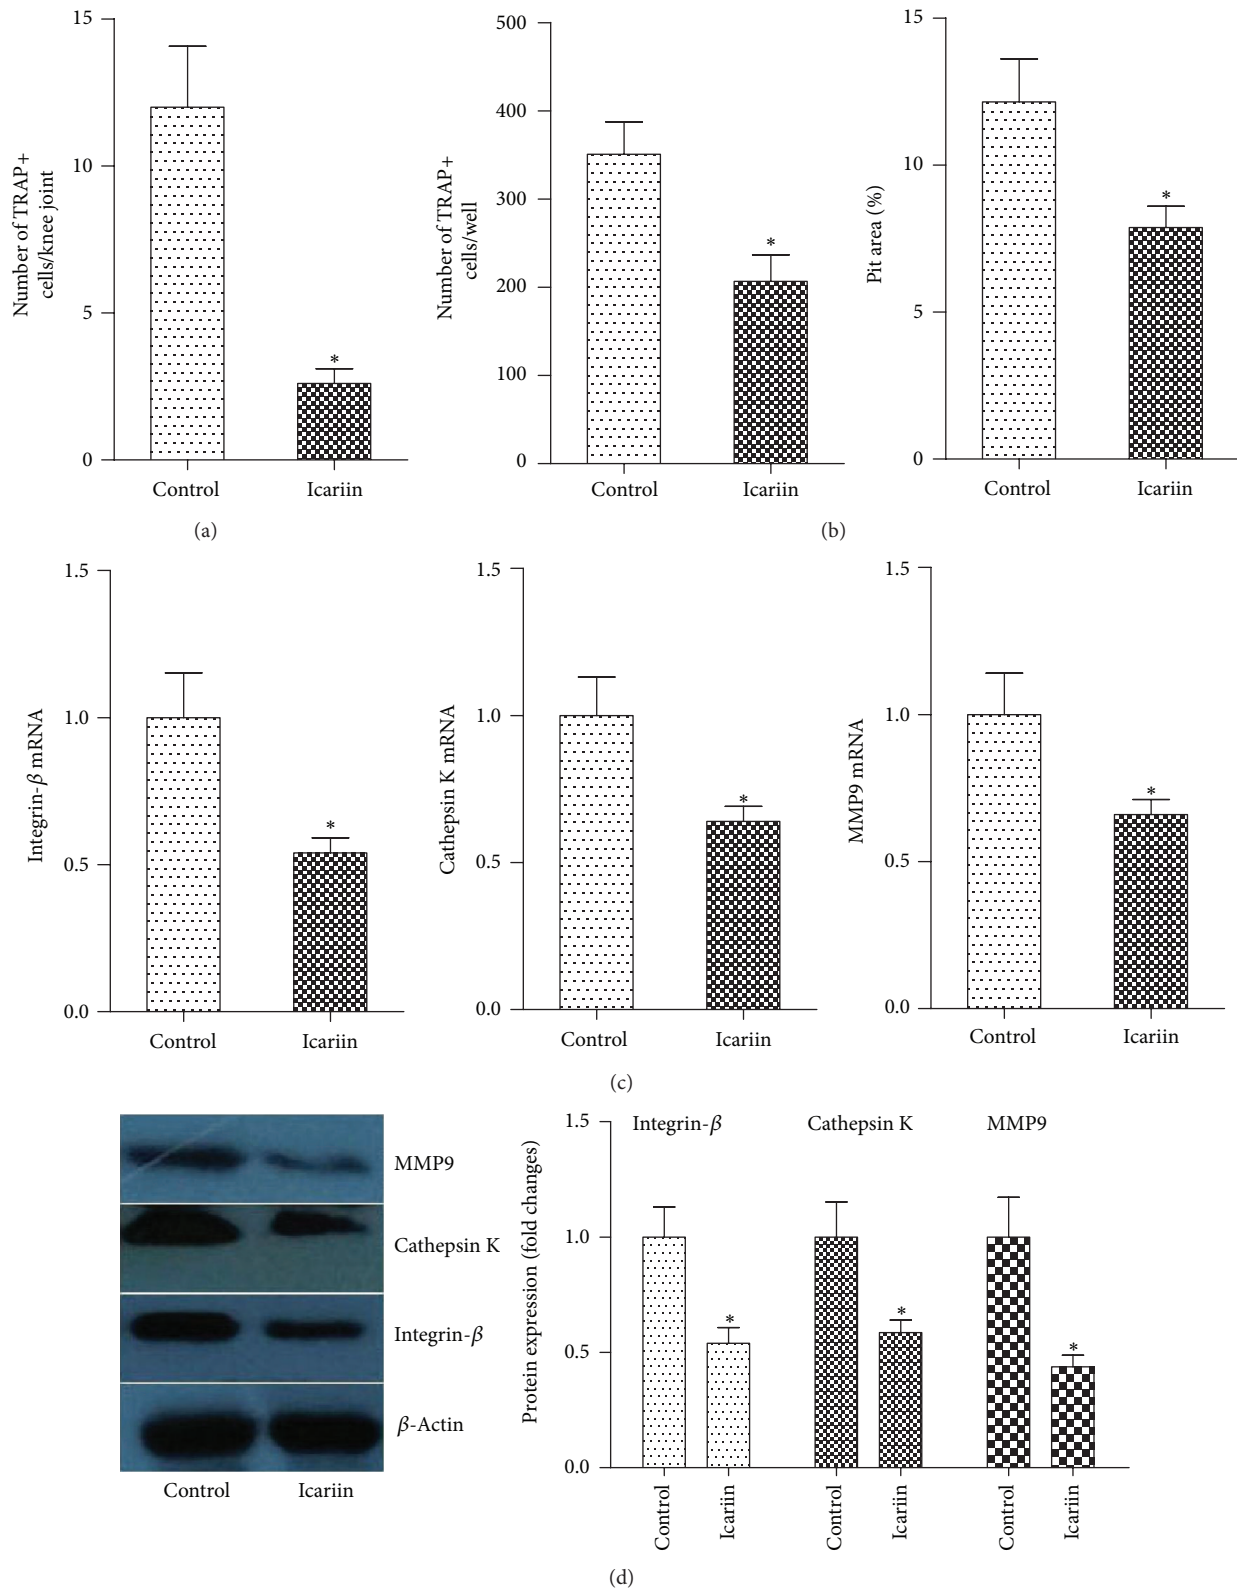 15
10
5
0
Number of TRAP+
cells/knee joint
*
Control
Icariin
(a)
500
400
300
200
100
0
Number of TRAP+
cells/well
*
Control
Icariin
15
10
5
0
Pit area (%)
*
Control
Icariin
(b)
1.5
1.0
0.5
0.0
Integrin-β mRNA
*
Control
Icariin
1.5
1.0
0.5
0.0
Cathepsin K mRNA
*
Control
Icariin
1.5
1.0
0.5
0.0
MMP9 mRNA
*
Control
Icariin
(c)
MMP9
Cathepsin K
Integrin-β
β-Actin
Control
Icariin
1.5
1.0
0.5
0.0
Protein expression (fold changes)
Integrin-β
Cathepsin K
MMP9
*
*
*
Control
Icariin
Control
Icariin
Control
Icariin
(d)